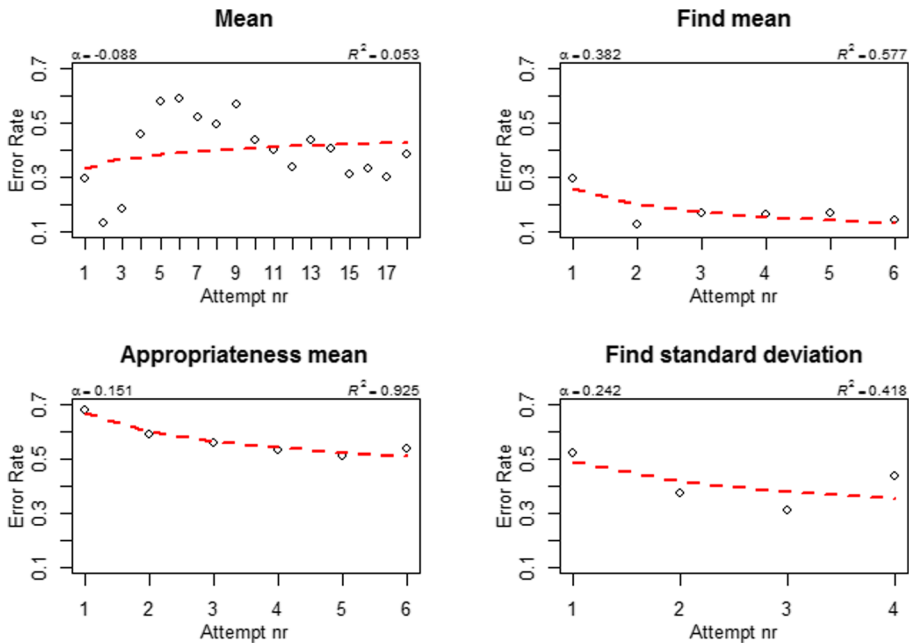 Mean
α = -0.088 R² = 0.053
Error Rate
0.7
0.5
0.3
0.1
1 3 5 7 9 11 13 15 17
Attempt nr
Find mean
α = 0.382 R² = 0.577
Error Rate
0.7
0.5
0.3
0.1
1 2 3 4 5 6
Attempt nr
Appropriateness mean
α = 0.151 R² = 0.925
Error Rate
0.7
0.5
0.3
0.1
1 2 3 4 5 6
Attempt nr
Find standard deviation
α = 0.242 R² = 0.418
Error Rate
0.7
0.5
0.3
0.1
1 2 3 4
Attempt nr